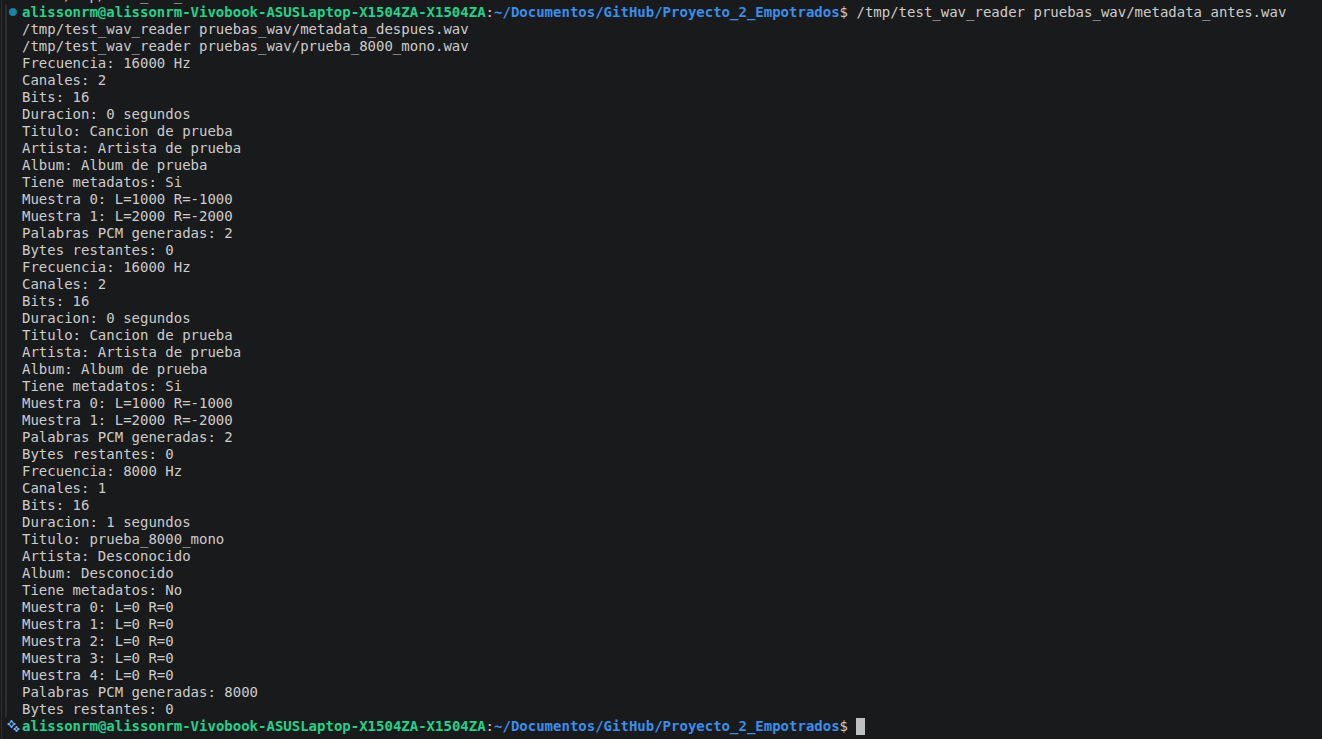 alissonrm@alissonrm-Vivobook-ASUSLaptop-X1504ZA-X1504ZA:~/Documentos/GitHub/Proyecto_2_Empotrados$ /tmp/test_wav_reader pruebas_wav/metadata_antes.wav
/tmp/test_wav_reader pruebas_wav/metadata_despues.wav
/tmp/test_wav_reader pruebas_wav/prueba_8000_mono.wav
Frecuencia: 16000 Hz
Canales: 2
Bits: 16
Duracion: 0 segundos
Titulo: Cancion de prueba
Artista: Artista de prueba
Album: Album de prueba
Tiene metadatos: Si
Muestra 0: L=1000 R=-1000
Muestra 1: L=2000 R=-2000
Palabras PCM generadas: 2
Bytes restantes: 0
Frecuencia: 16000 Hz
Canales: 2
Bits: 16
Duracion: 0 segundos
Titulo: Cancion de prueba
Artista: Artista de prueba
Album: Album de prueba
Tiene metadatos: Si
Muestra 0: L=1000 R=-1000
Muestra 1: L=2000 R=-2000
Palabras PCM generadas: 2
Bytes restantes: 0
Frecuencia: 8000 Hz
Canales: 1
Bits: 16
Duracion: 1 segundos
Titulo: prueba_8000_mono
Artista: Desconocido
Album: Desconocido
Tiene metadatos: No
Muestra 0: L=0 R=0
Muestra 1: L=0 R=0
Muestra 2: L=0 R=0
Muestra 3: L=0 R=0
Muestra 4: L=0 R=0
Palabras PCM generadas: 8000
Bytes restantes: 0
alissonrm@alissonrm-Vivobook-ASUSLaptop-X1504ZA-X1504ZA:~/Documentos/GitHub/Proyecto_2_Empotrados$